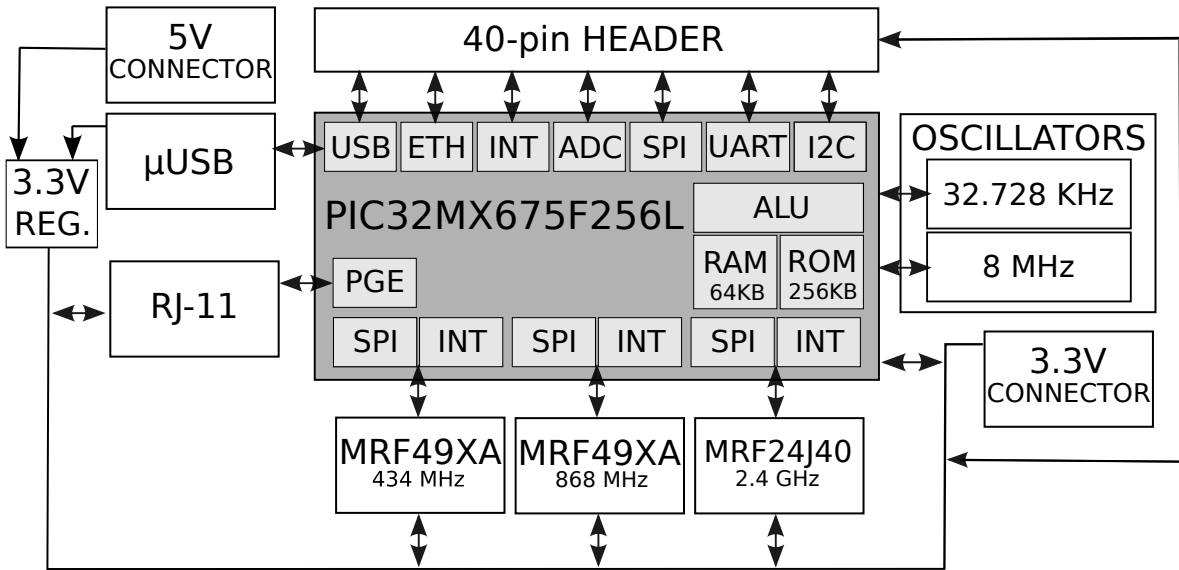 5V
CONNECTOR
40-pin HEADER
µUSB
3.3V
REG.
USB
ETH
INT
ADC
SPI
UART
I2C
PIC32MX675F256L
ALU
RAM
64KB
ROM
256KB
OSCILLATORS
32.728 KHz
8 MHz
RJ-11
PGE
SPI
INT
SPI
INT
SPI
INT
3.3V
CONNECTOR
MRF49XA
434 MHz
MRF49XA
868 MHz
MRF24J40
2.4 GHz